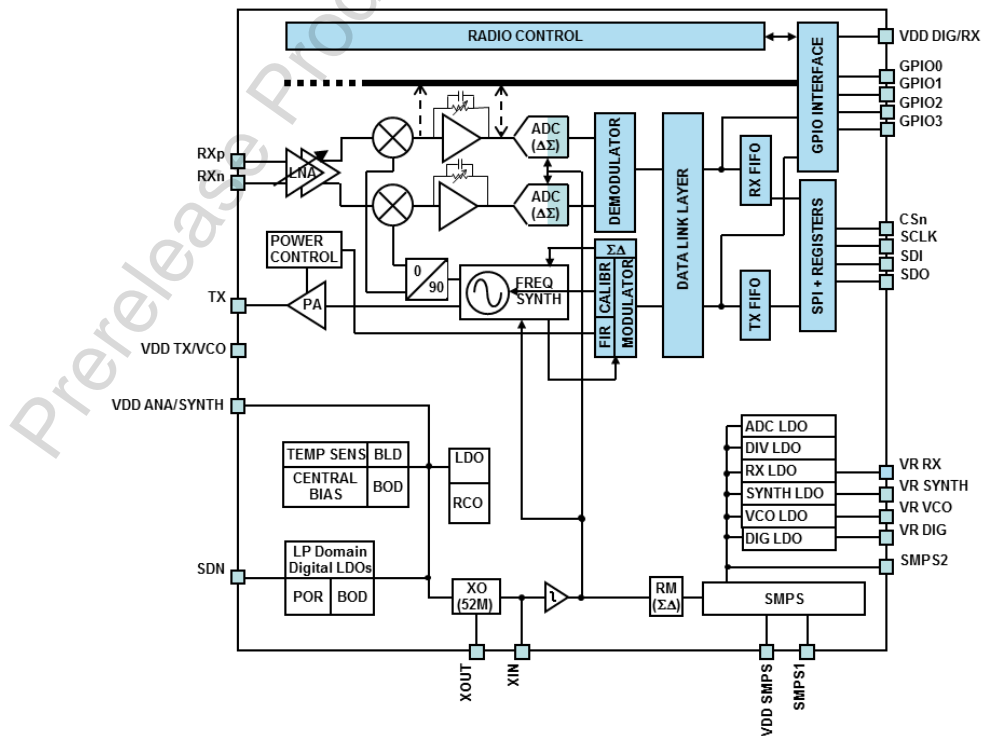 Prerelease Prod
RADIO CONTROL
VDD DIG/RX
GPIO INTERFACE
GPIO0
GPIO1
GPIO2
GPIO3
RXp
RXn
LNA
ADC
(ΔΣ)
ADC
(ΔΣ)
DEMODULATOR
DATA LINK LAYER
RX FIFO
SPI + REGISTERS
CSn
SCLK
SDI
SDO
POWER
CONTROL
0
90
FREQ
SYNTH
ΣΔ
FIR
CALIBR
MODULATOR
TX FIFO
TX
PA
VDD TX/VCO
VDD ANA/SYNTH
TEMP SENS
BLD
CENTRAL
BIAS
BOD
LDO
RCO
ADC LDO
DIV LDO
RX LDO
SYNTH LDO
VCO LDO
DIG LDO
VR RX
VR SYNTH
VR VCO
VR DIG
SMPS2
SDN
LP Domain
Digital LDOs
POR
BOD
XO
(52M)
RM
(ΣΔ)
SMPS
XOUT
XIN
VDD SMPS
SMPS1